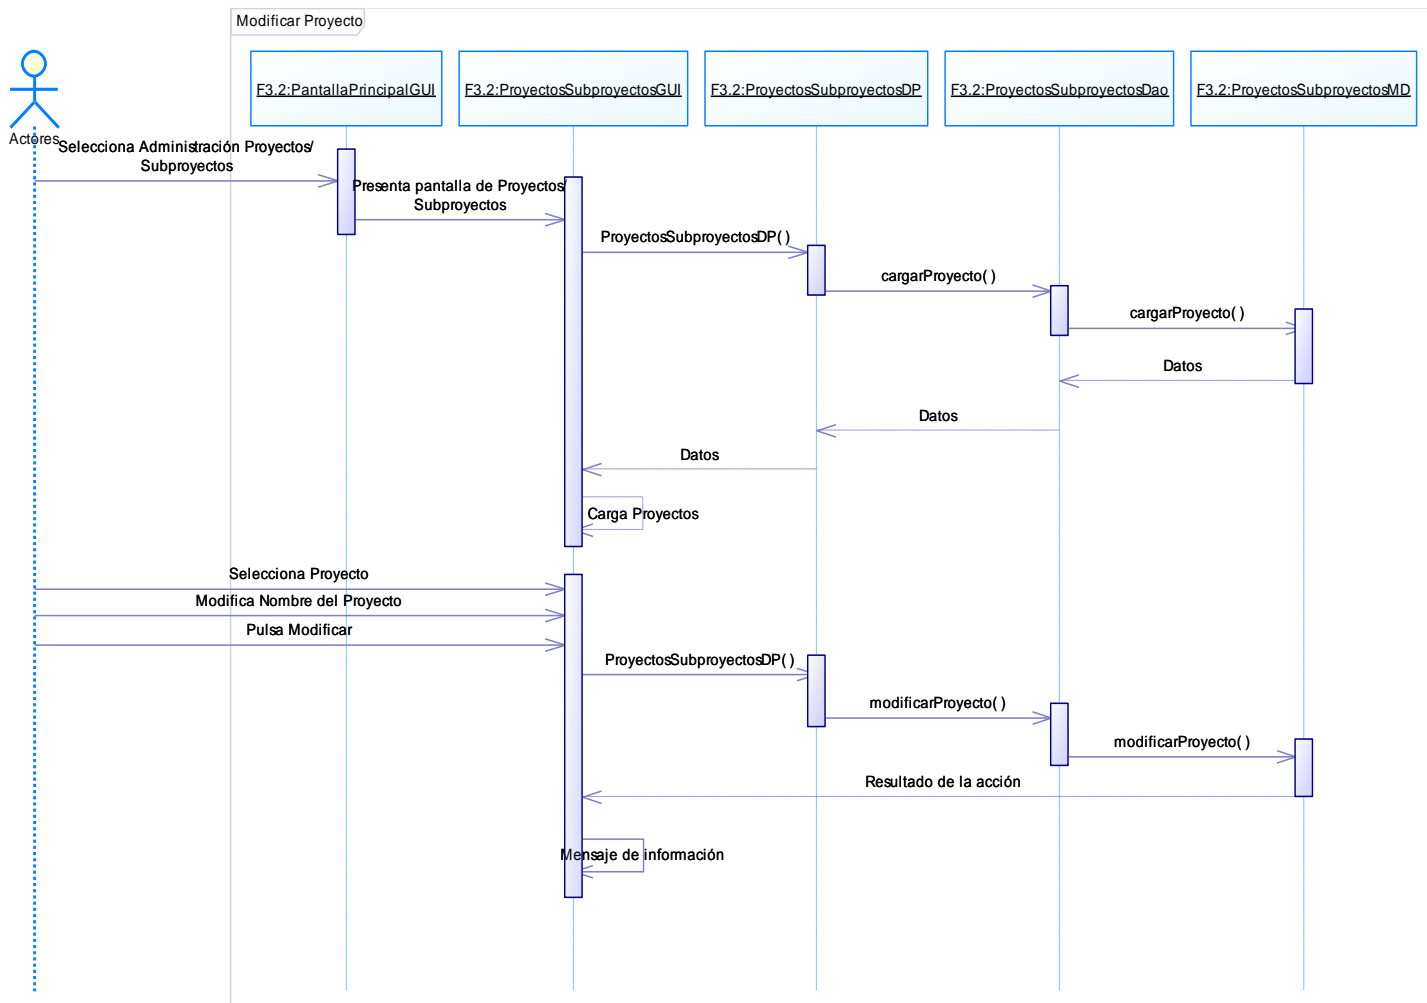 Modificar Proyecto
Actores
F3.2:PantallaPrincipalGUI
F3.2:ProyectosSubproyectosGUI
F3.2:ProyectosSubproyectosDP
F3.2:ProyectosSubproyectosDao
F3.2:ProyectosSubproyectosMD
Selecciona Administración Proyectos/
Subproyectos
Presenta pantalla de Proyectos/
Subproyectos
ProyectosSubproyectosDP( )
cargarProyecto( )
cargarProyecto( )
Datos
Datos
Datos
Carga Proyectos
Selecciona Proyecto
Modifica Nombre del Proyecto
Pulsa Modificar
ProyectosSubproyectosDP( )
modificarProyecto( )
modificarProyecto( )
Resultado de la acción
Mensaje de información